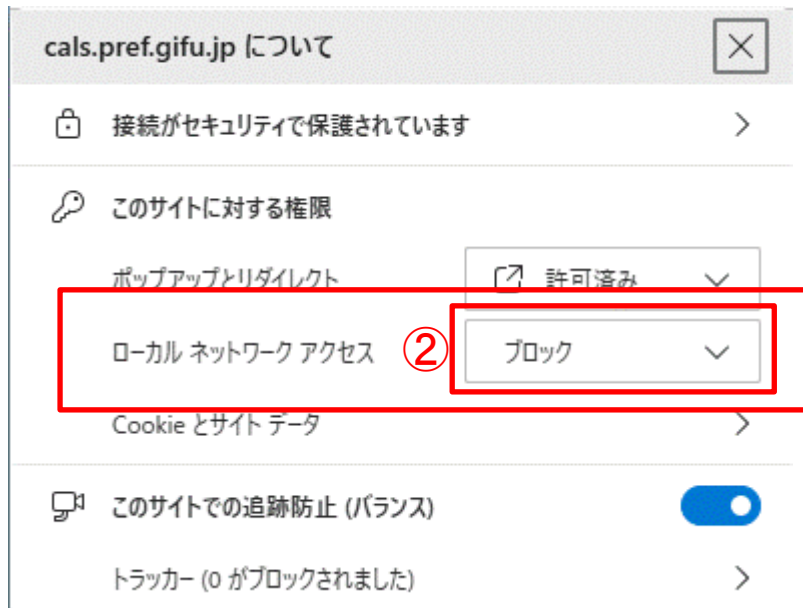 cals.pref.gifu.jp について
接続がセキュリティで保護されています
このサイトに対する権限
ポップアップとリダイレクト 許可済み
ローカル ネットワーク アクセス ② ブロック
Cookie とサイト データ
このサイトでの追跡防止 (バランス)
トラッカー (0 がブロックされました)